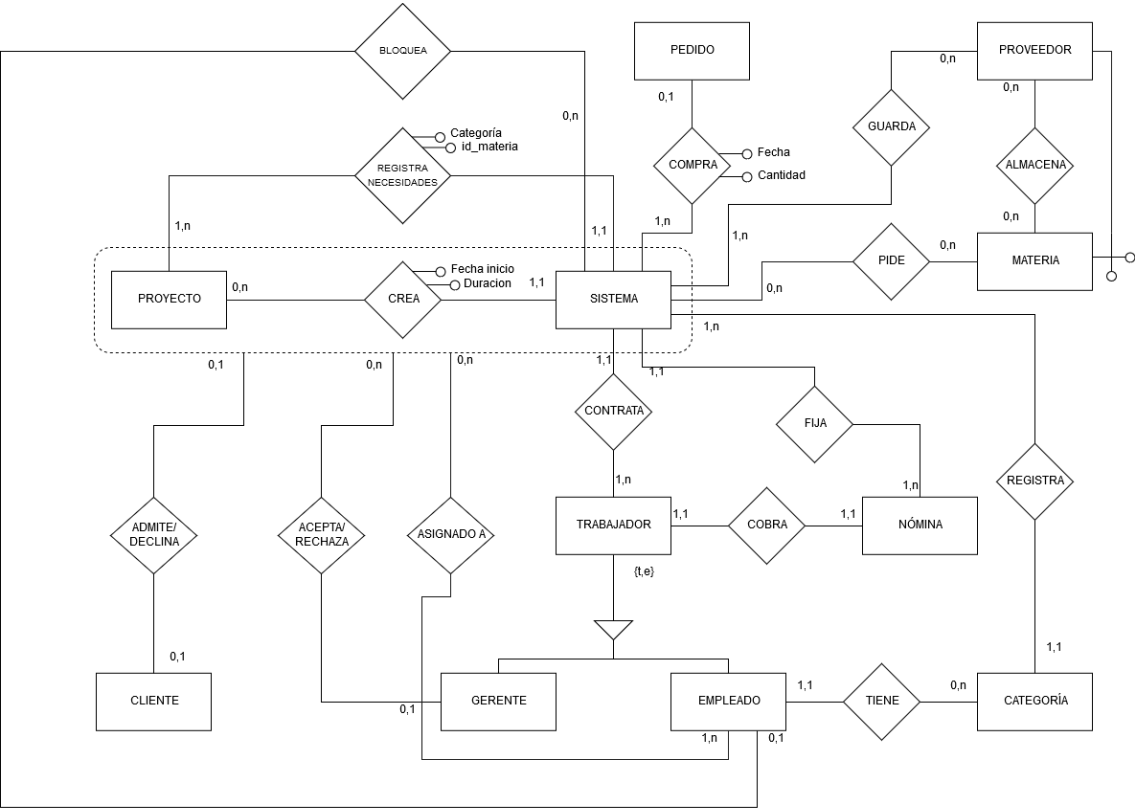 BLOQUEA
PEDIDO
PROVEEDOR
0,n
0,n
0,1
0,n
GUARDA
Categoría
id_materia
REGISTRA
NECESIDADES
COMPRA
Fecha
Cantidad
ALMACENA
1,n
1,1
1,n
1,n
0,n
0,n
PROYECTO
0,n
CREA
Fecha inicio
Duracion
1,1
SISTEMA
0,n
PIDE
MATERIA
1,n
0,1
0,n
0,n
1,1
1,1
CONTRATA
FIJA
1,n
1,n
REGISTRA
ADMITE/
DECLINA
ACEPTA/
RECHAZA
ASIGNADO A
TRABAJADOR
1,1
COBRA
1,1
NÓMINA
{t,e}
0,1
1,1
CLIENTE
0,1
GERENTE
EMPLEADO
1,1
TIENE
0,n
CATEGORÍA
1,n
0,1